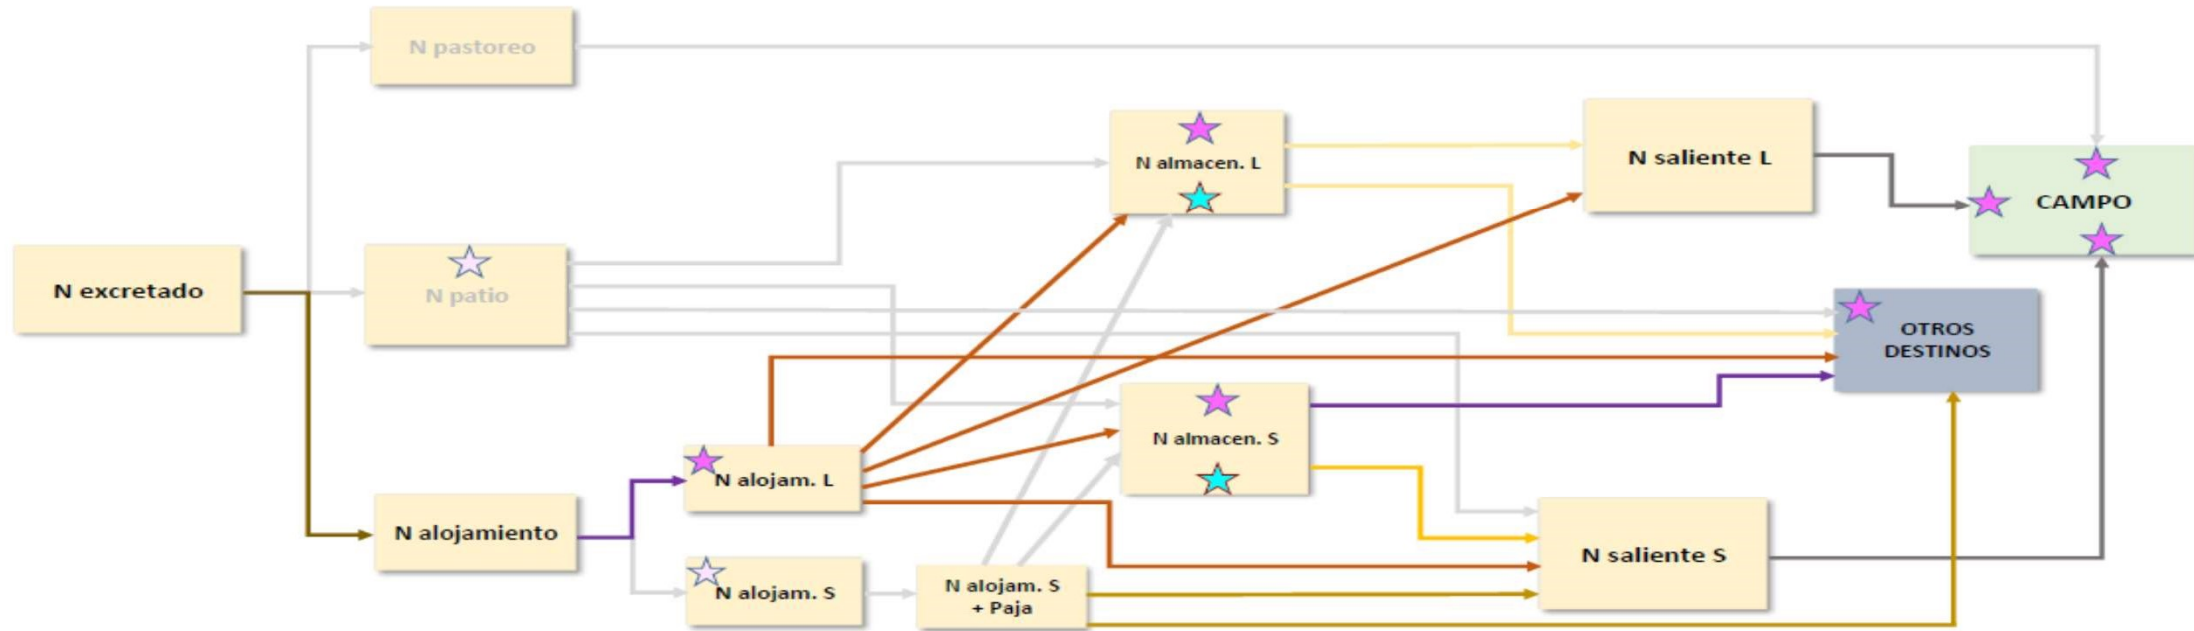 N pastoreo
N almacen. L
N saliente L
CAMPO
N excretado
N patio
OTROS
DESTINOS
N almacen. S
N alojam. L
N alojamiento
N saliente S
N alojam. S
N alojam. S
+ Paja